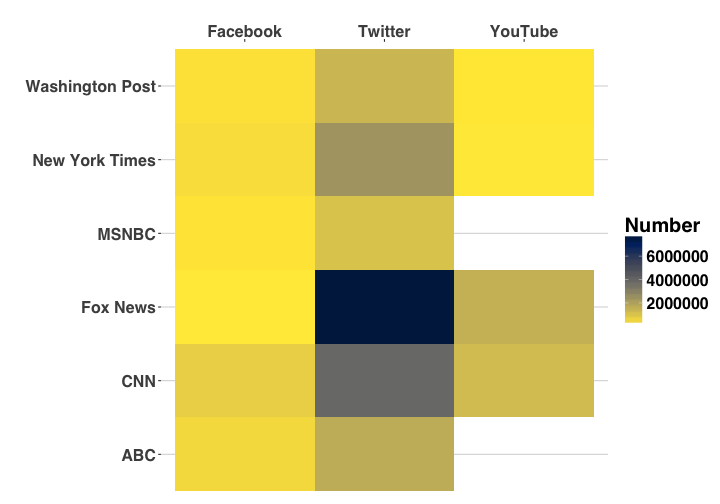 Facebook Twitter YouTube
Washington Post
New York Times
MSNBC
Fox News
CNN
ABC
Number
6000000
4000000
2000000